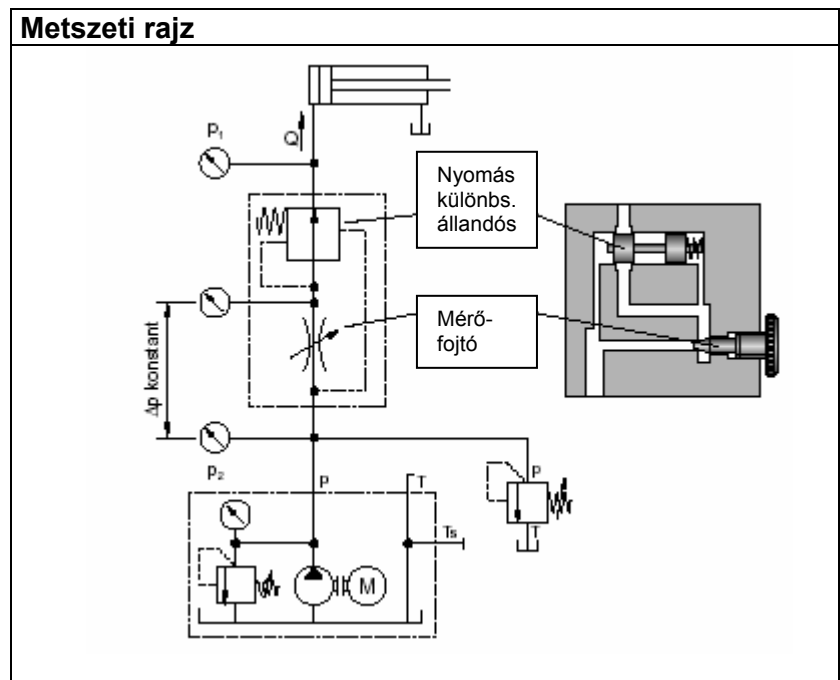 Metszeti rajz
p₁
Q
Nyomás
különbs.
állandós
Mérő-
fojtó
Δp konstant
p₂
P
T
P
T
Ts
M